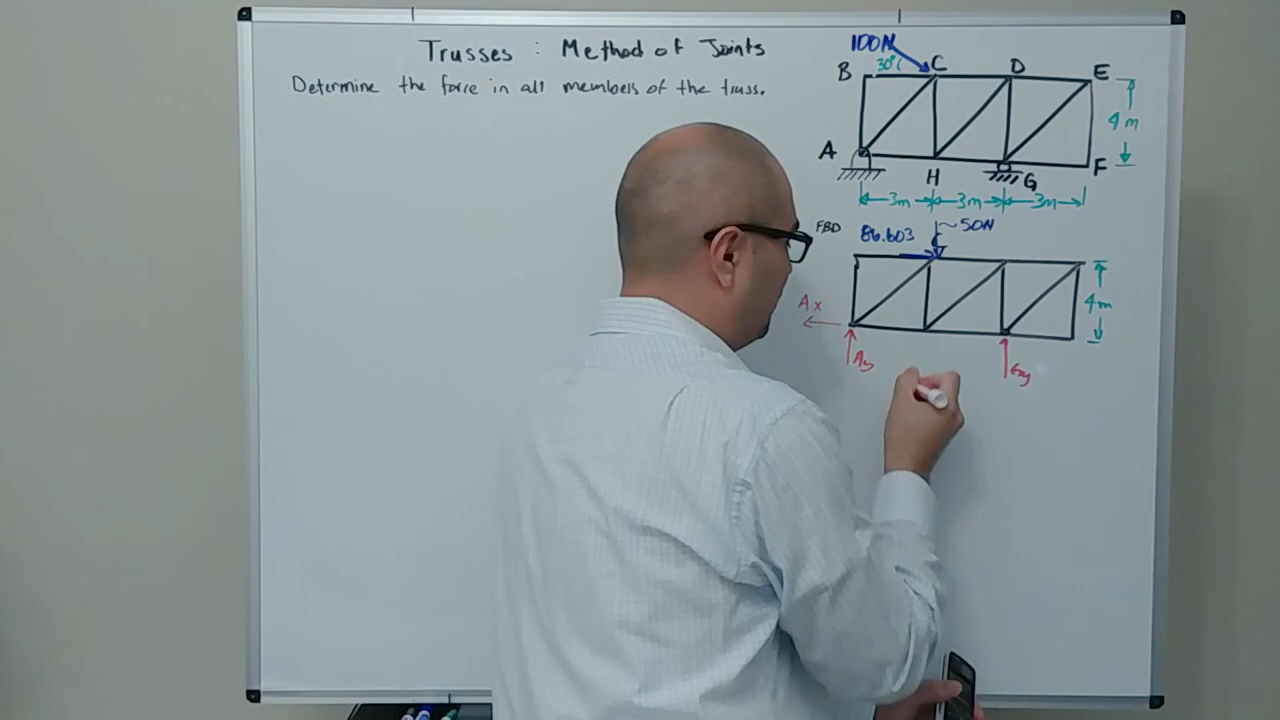 Trusses : Method of Joints
Determine the force in all members of the truss.
100N
30°
B C D E
4m
A H G F
3m 3m 3m
FBD 86.603 50N
Ax
4m
Ay Gy